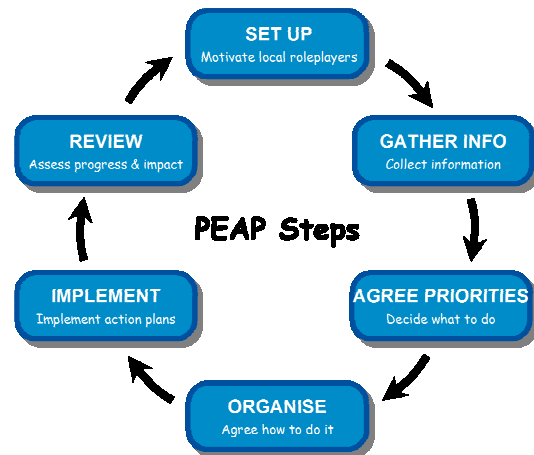 SET UP
Motivate local roleplayers
GATHER INFO
Collect information
AGREE PRIORITIES
Decide what to do
ORGANISE
Agree how to do it
IMPLEMENT
Implement action plans
REVIEW
Assess progress & impact
PEAP Steps